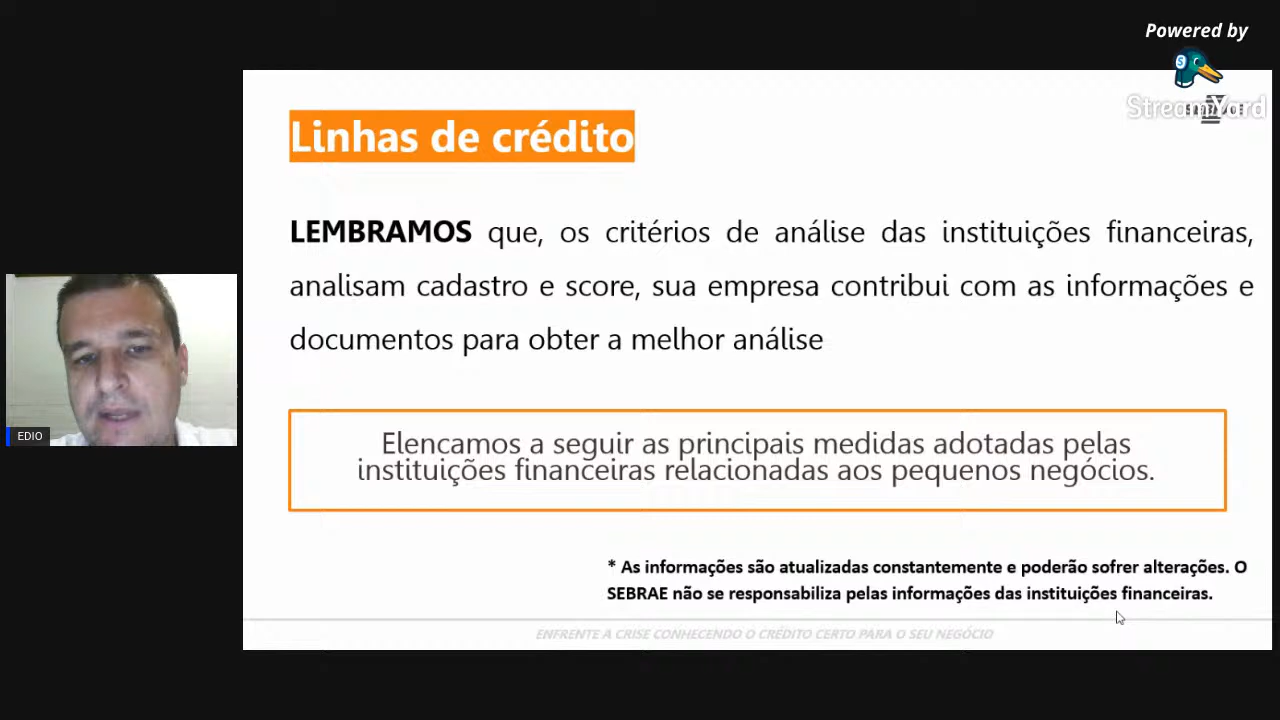 Powered by
StreamYard
Linhas de crédito
LEMBRAMOS que, os critérios de análise das instituições financeiras,
analisam cadastro e score, sua empresa contribui com as informações e
documentos para obter a melhor análise
EDIO
Elencamos a seguir as principais medidas adotadas pelas
instituições financeiras relacionadas aos pequenos negócios.
* As informações são atualizadas constantemente e poderão sofrer alterações. O
SEBRAE não se responsabiliza pelas informações das instituições financeiras.
ENFRENTE A CRISE CONHECENDO O CRÉDITO CERTO PARA O SEU NEGÓCIO